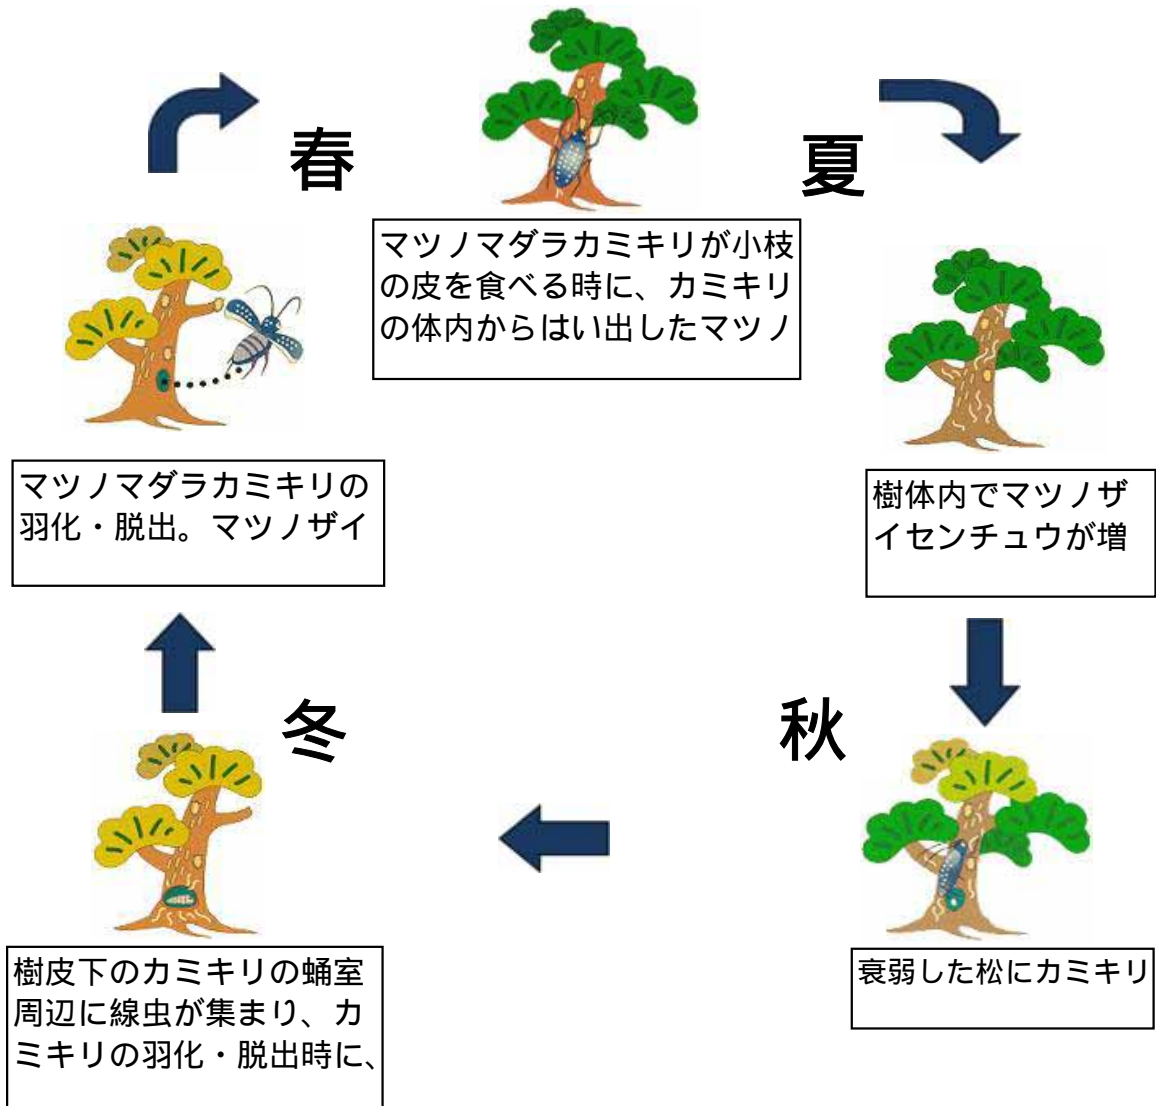 春
夏
マツノマダラカミキリが小枝
の皮を食べる時に、カミキリ
の体内からはい出したマツノ
樹体内でマツノザ
イセンチュウが増
秋
衰弱した松にカミキリ
冬
樹皮下のカミキリの蛹室
周辺に線虫が集まり、カ
ミキリの羽化・脱出時に、
マツノマダラカミキリの
羽化・脱出。マツノザイ